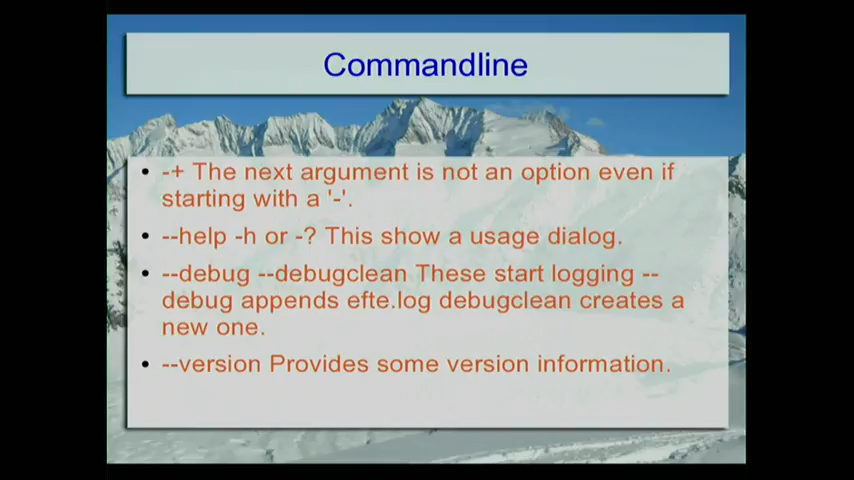 Commandline
• -+ The next argument is not an option even if
starting with a '-'.
• --help -h or -? This show a usage dialog.
• --debug --debugclean These start logging --
debug appends efte.log debugclean creates a
new one.
• --version Provides some version information.